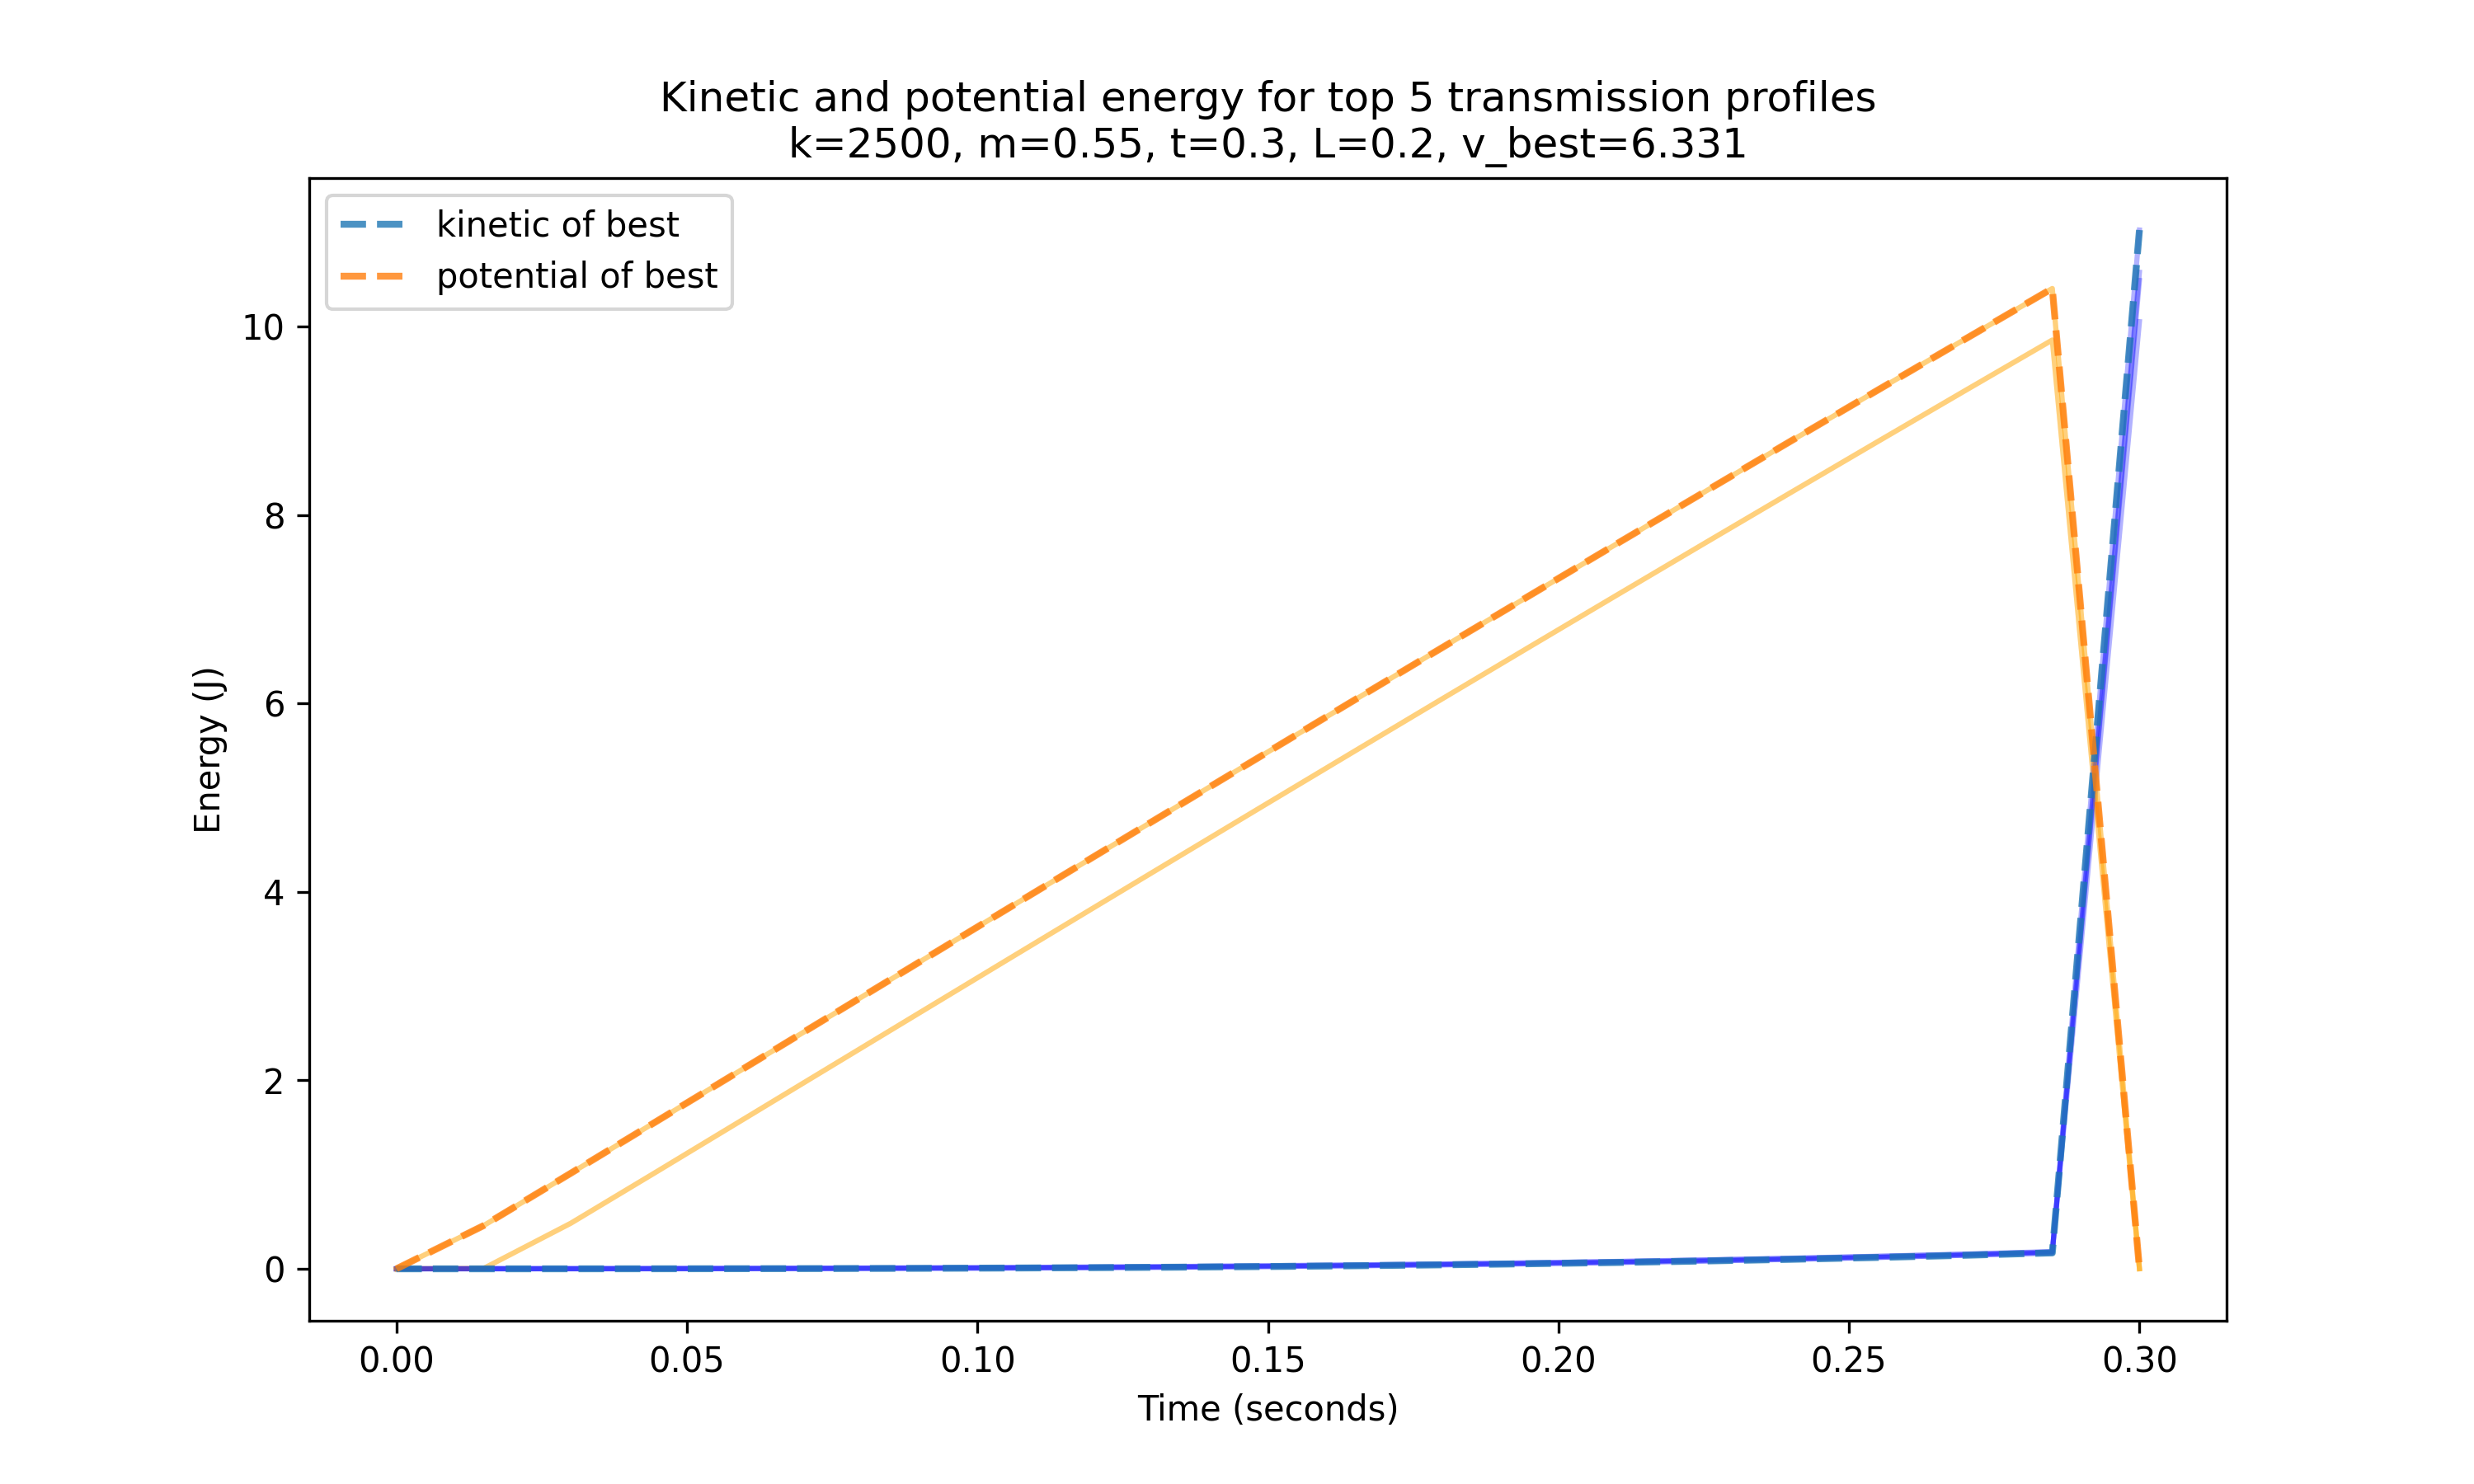 Kinetic and potential energy for top 5 transmission profiles
k=2500, m=0.55, t=0.3, L=0.2, v_best=6.331
kinetic of best
potential of best
10
8
6
4
2
0
Energy (J)
0.00 0.05 0.10 0.15 0.20 0.25 0.30
Time (seconds)